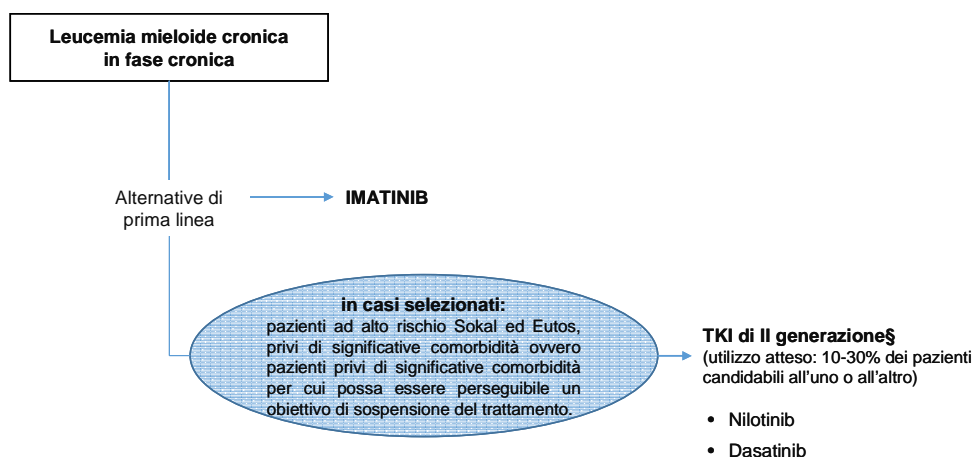 Leucemia mieloide cronica
in fase cronica
Alternative di
prima linea
IMATINIB
in casi selezionati:
pazienti ad alto rischio Sokal ed Eutos,
privi di significative comorbidità ovvero
pazienti privi di significative comorbidità
per cui possa essere perseguibile un
obiettivo di sospensione del trattamento.
TKI di II generazione§
(utilizzo atteso: 10-30% dei pazienti
candidabili all'uno o all'altro)
• Nilotinib
• Dasatinib